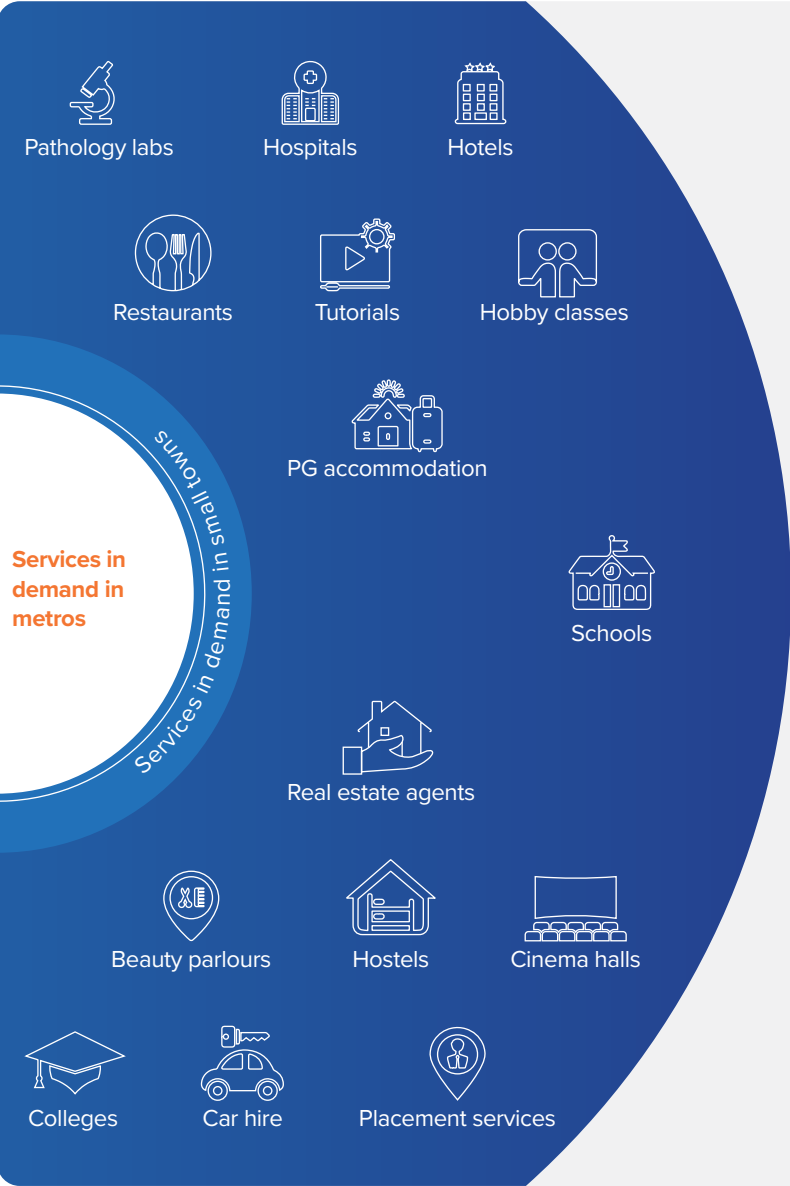 Pathology labs
Hospitals
Hotels
Restaurants
Tutorials
Hobby classes
PG accommodation
Services in demand in small towns
Services in
demand in
metros
Schools
Real estate agents
Beauty parlours
Hostels
Cinema halls
Colleges
Car hire
Placement services